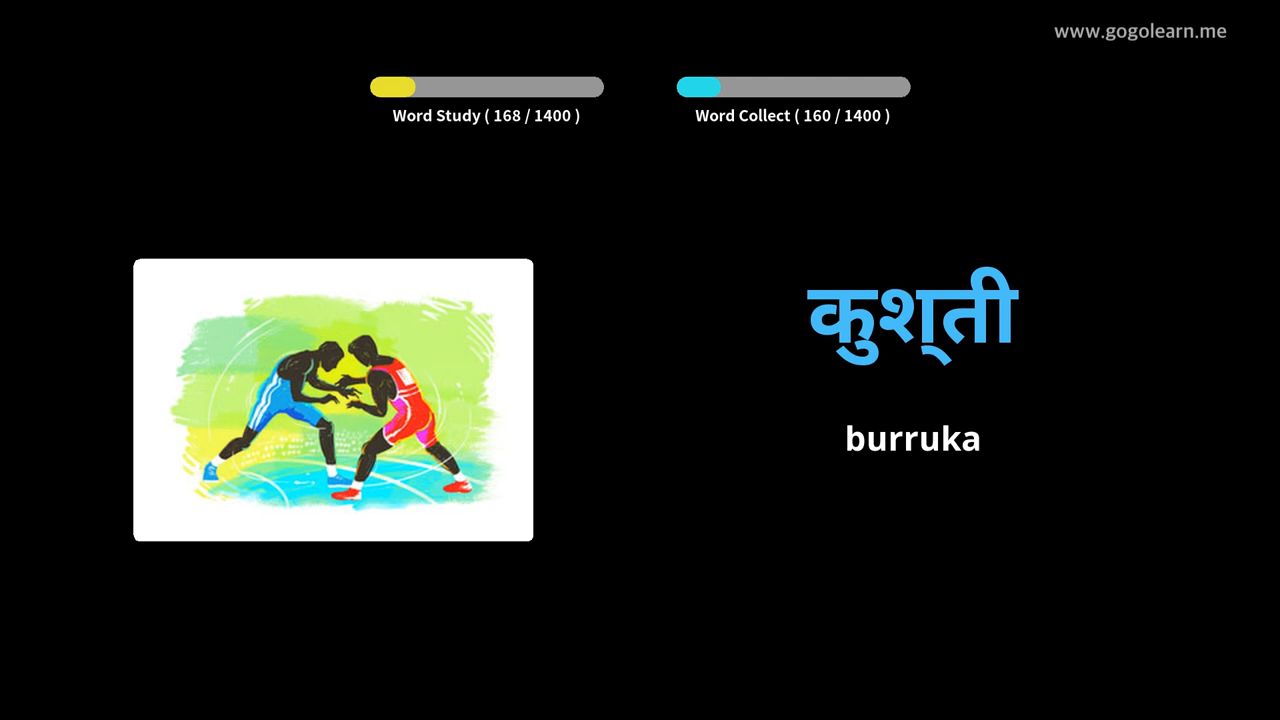 www.gogolearn.me
Word Study ( 168 / 1400 )
Word Collect ( 160 / 1400 )
कुश्ती
burruka